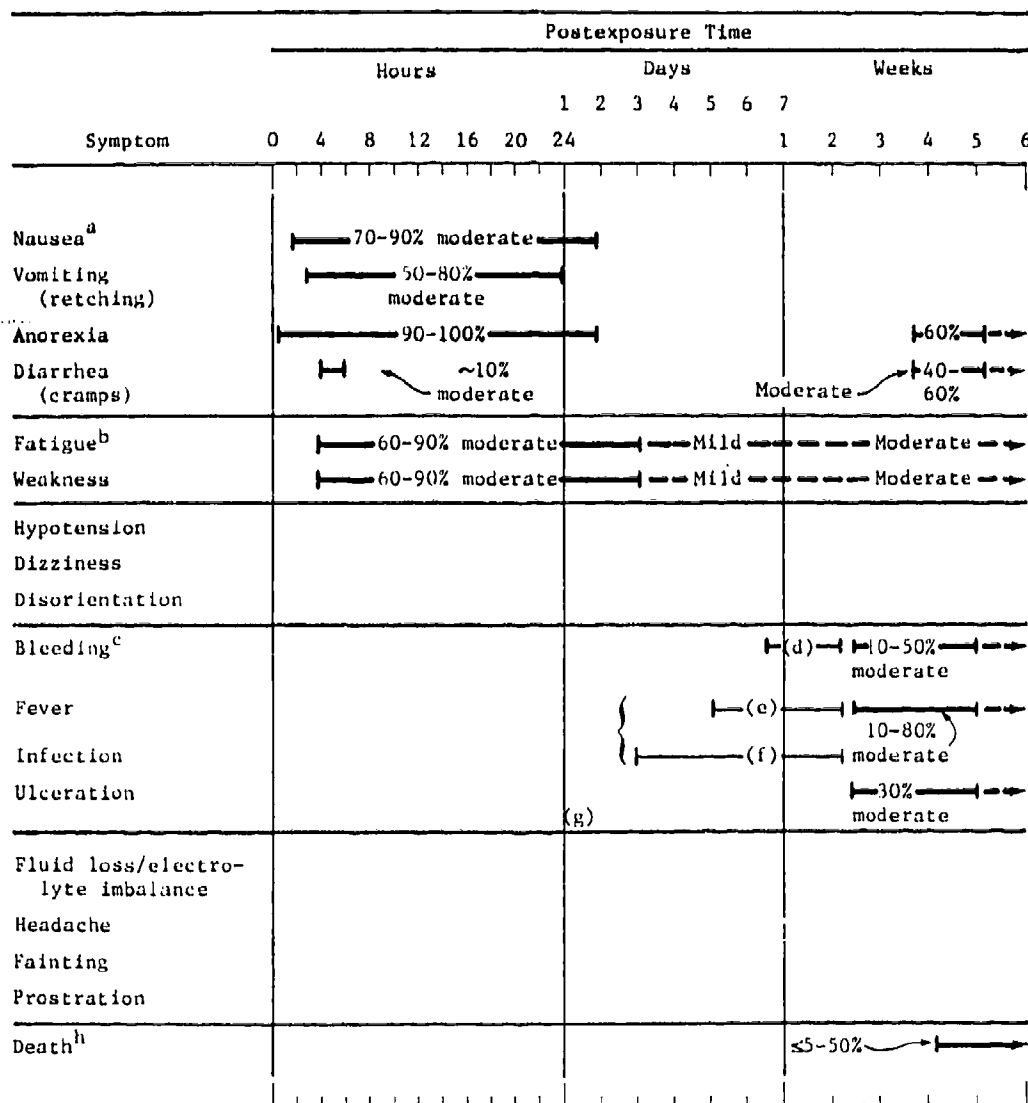 Postexposure Time
Hours Days Weeks
1 2 3 4 5 6 7
Symptom 0 4 8 12 16 20 24 1 2 3 4 5 6
Nausea^a 70-90% moderate
Vomiting 50-80%
(retching) moderate
Anorexia 90-100% 60%
Diarrhea ~10% 40-
(cramps) moderate Moderate 60%
Fatigue^b 60-90% moderate Mild Moderate
Weakness 60-90% moderate Mild Moderate
Hypotension
Dizziness
Disorientation
Bleeding^c (d) 10-50%
moderate
Fever (e)
10-80%
Infection (f) moderate
Ulceration 30%
(g) moderate
Fluid loss/electro-
lyte imbalance
Headache
Fainting
Prostration
Death^h ≤5-50%